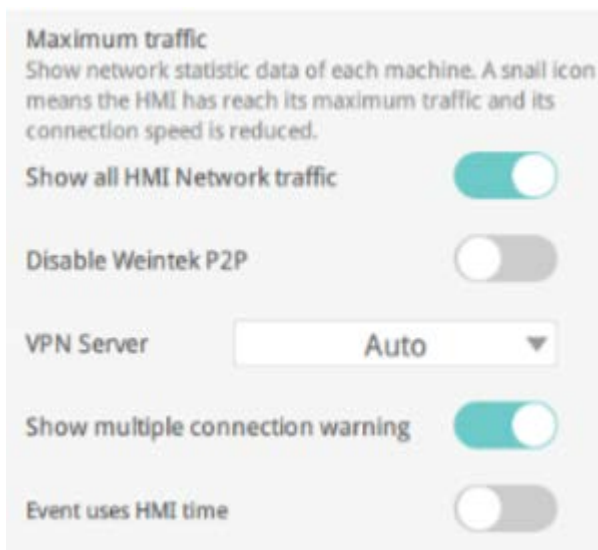 Maximum traffic
Show network statistic data of each machine. A snail icon
means the HMI has reach its maximum traffic and its
connection speed is reduced.
Show all HMI Network traffic
Disable Weintek P2P
VPN Server
Auto
Show multiple connection warning
Event uses HMI time